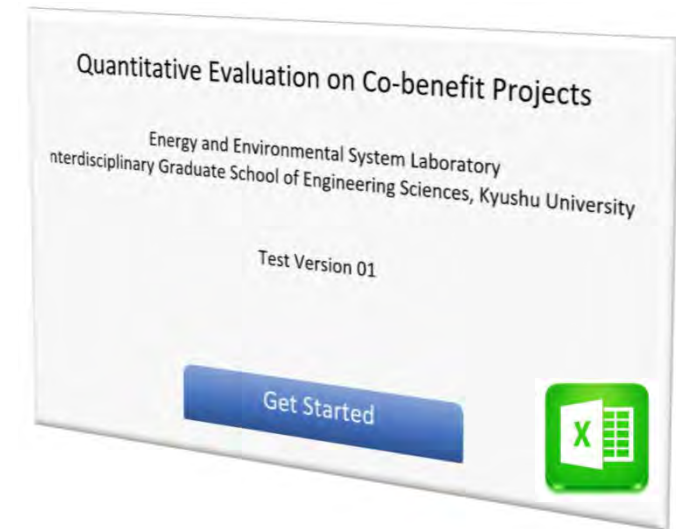 Quantitative Evaluation on Co-benefit Projects
Energy and Environmental System Laboratory
nterdisciplinary Graduate School of Engineering Sciences, Kyushu University
Test Version 01
Get Started
X